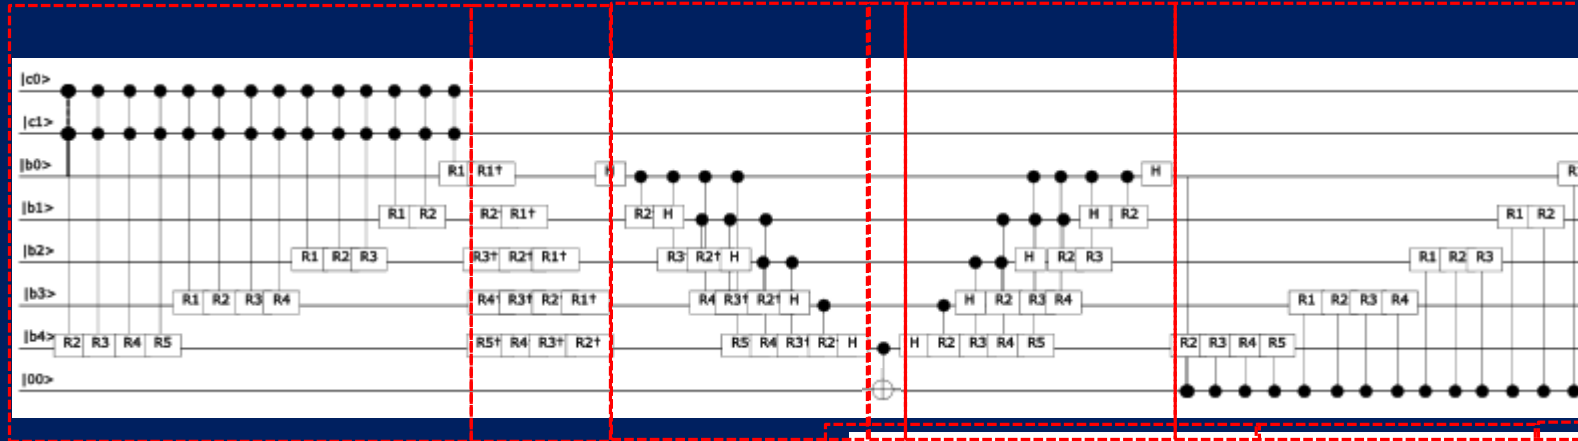 |c0>
|c1>
|b0> R1 R1† H H R
|b1> R1 R2 R2 R1† R2 H H R2 R1 R2
|b2> R1 R2 R3 R3† R2† R1† R3 R2† H H R2 R3 R1 R2 R3
|b3> R1 R2 R3 R4 R4 R3† R2 R1† R4 R3† R2† H H R2 R3 R4 R1 R2 R3 R4
|b4> R2 R3 R4 R5 R5† R4 R3† R2† R5 R4 R3† R2 H H R2 R3 R4 R5 R2 R3 R4 R5
|00>